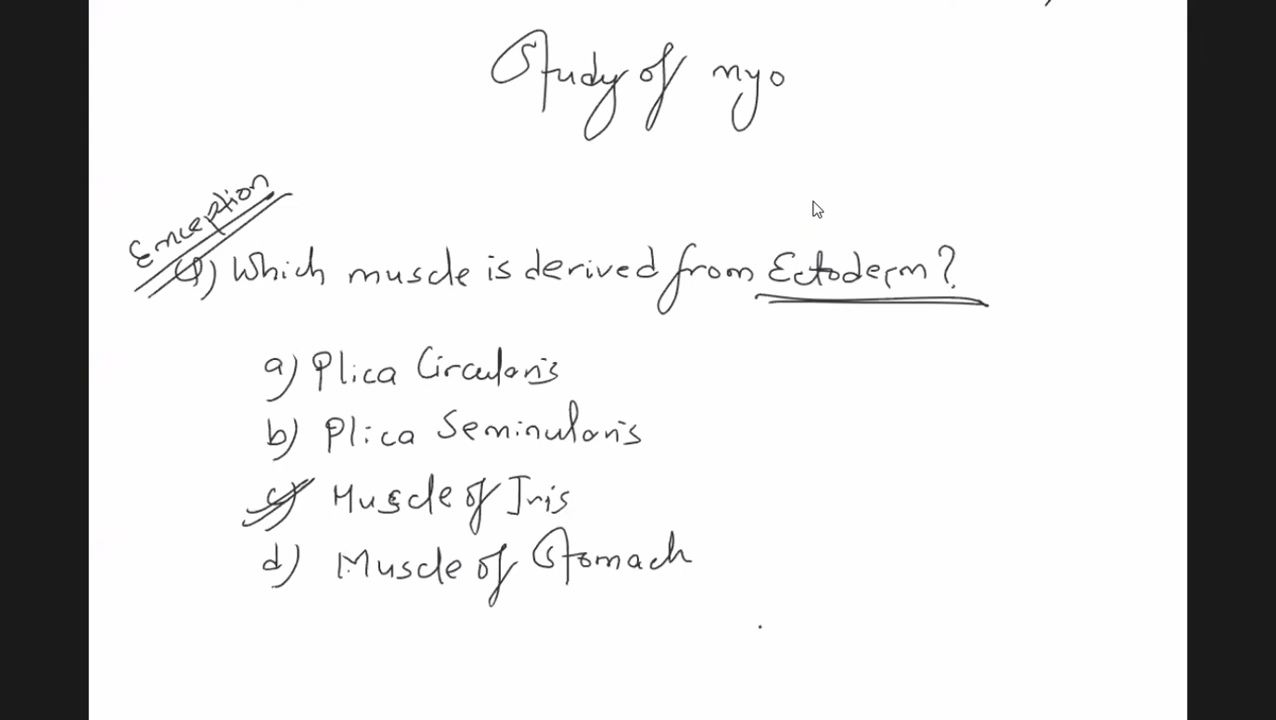 Study of myo
Exception
Q) Which muscle is derived from Ectoderm?
a) Plica Circularis
b) Plica Seminularis
c) Muscle of Iris
d) Muscle of Stomach